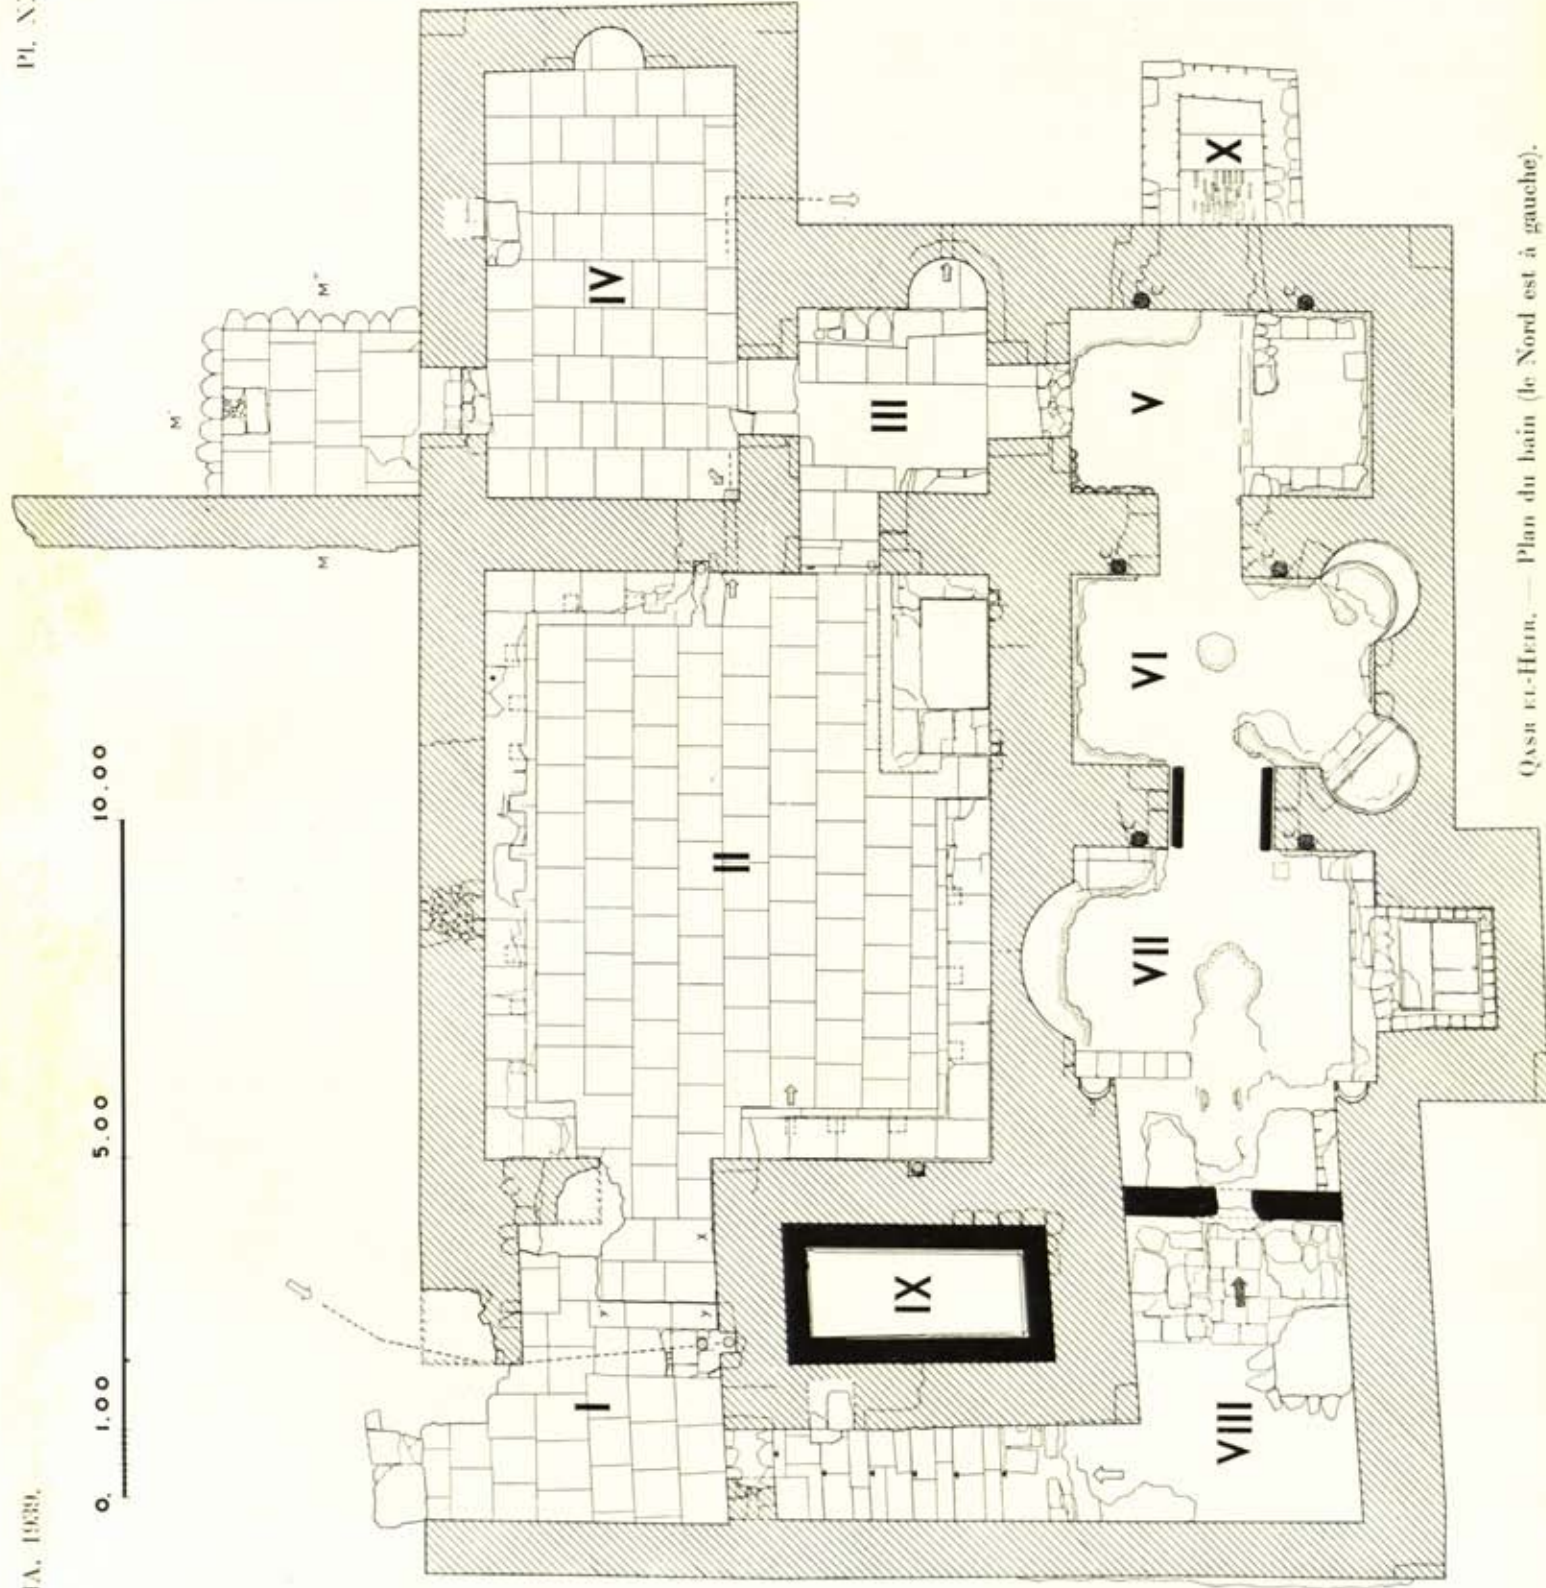 IA. 1939.
Pl. X
0. 1.00 5.00 10.00
I
II
III
IV
V
VI
VII
VIII
IX
X
M
M'
M"
x
y
y
C
C
C
C
C
C
QASR EL-HEIR. — Plan du bain (le Nord est à gauche).